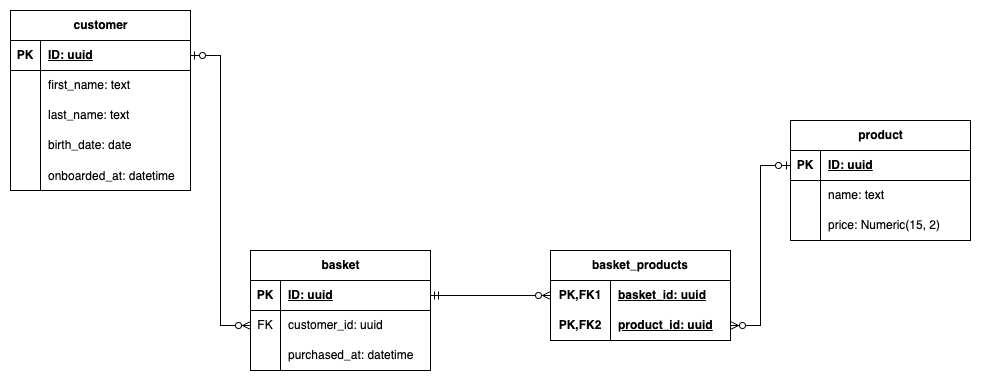 customer
PK ID: uuid
first_name: text
last_name: text
birth_date: date
onboarded_at: datetime
product
PK ID: uuid
name: text
price: Numeric(15, 2)
basket
PK ID: uuid
FK customer_id: uuid
purchased_at: datetime
basket_products
PK,FK1 basket_id: uuid
PK,FK2 product_id: uuid